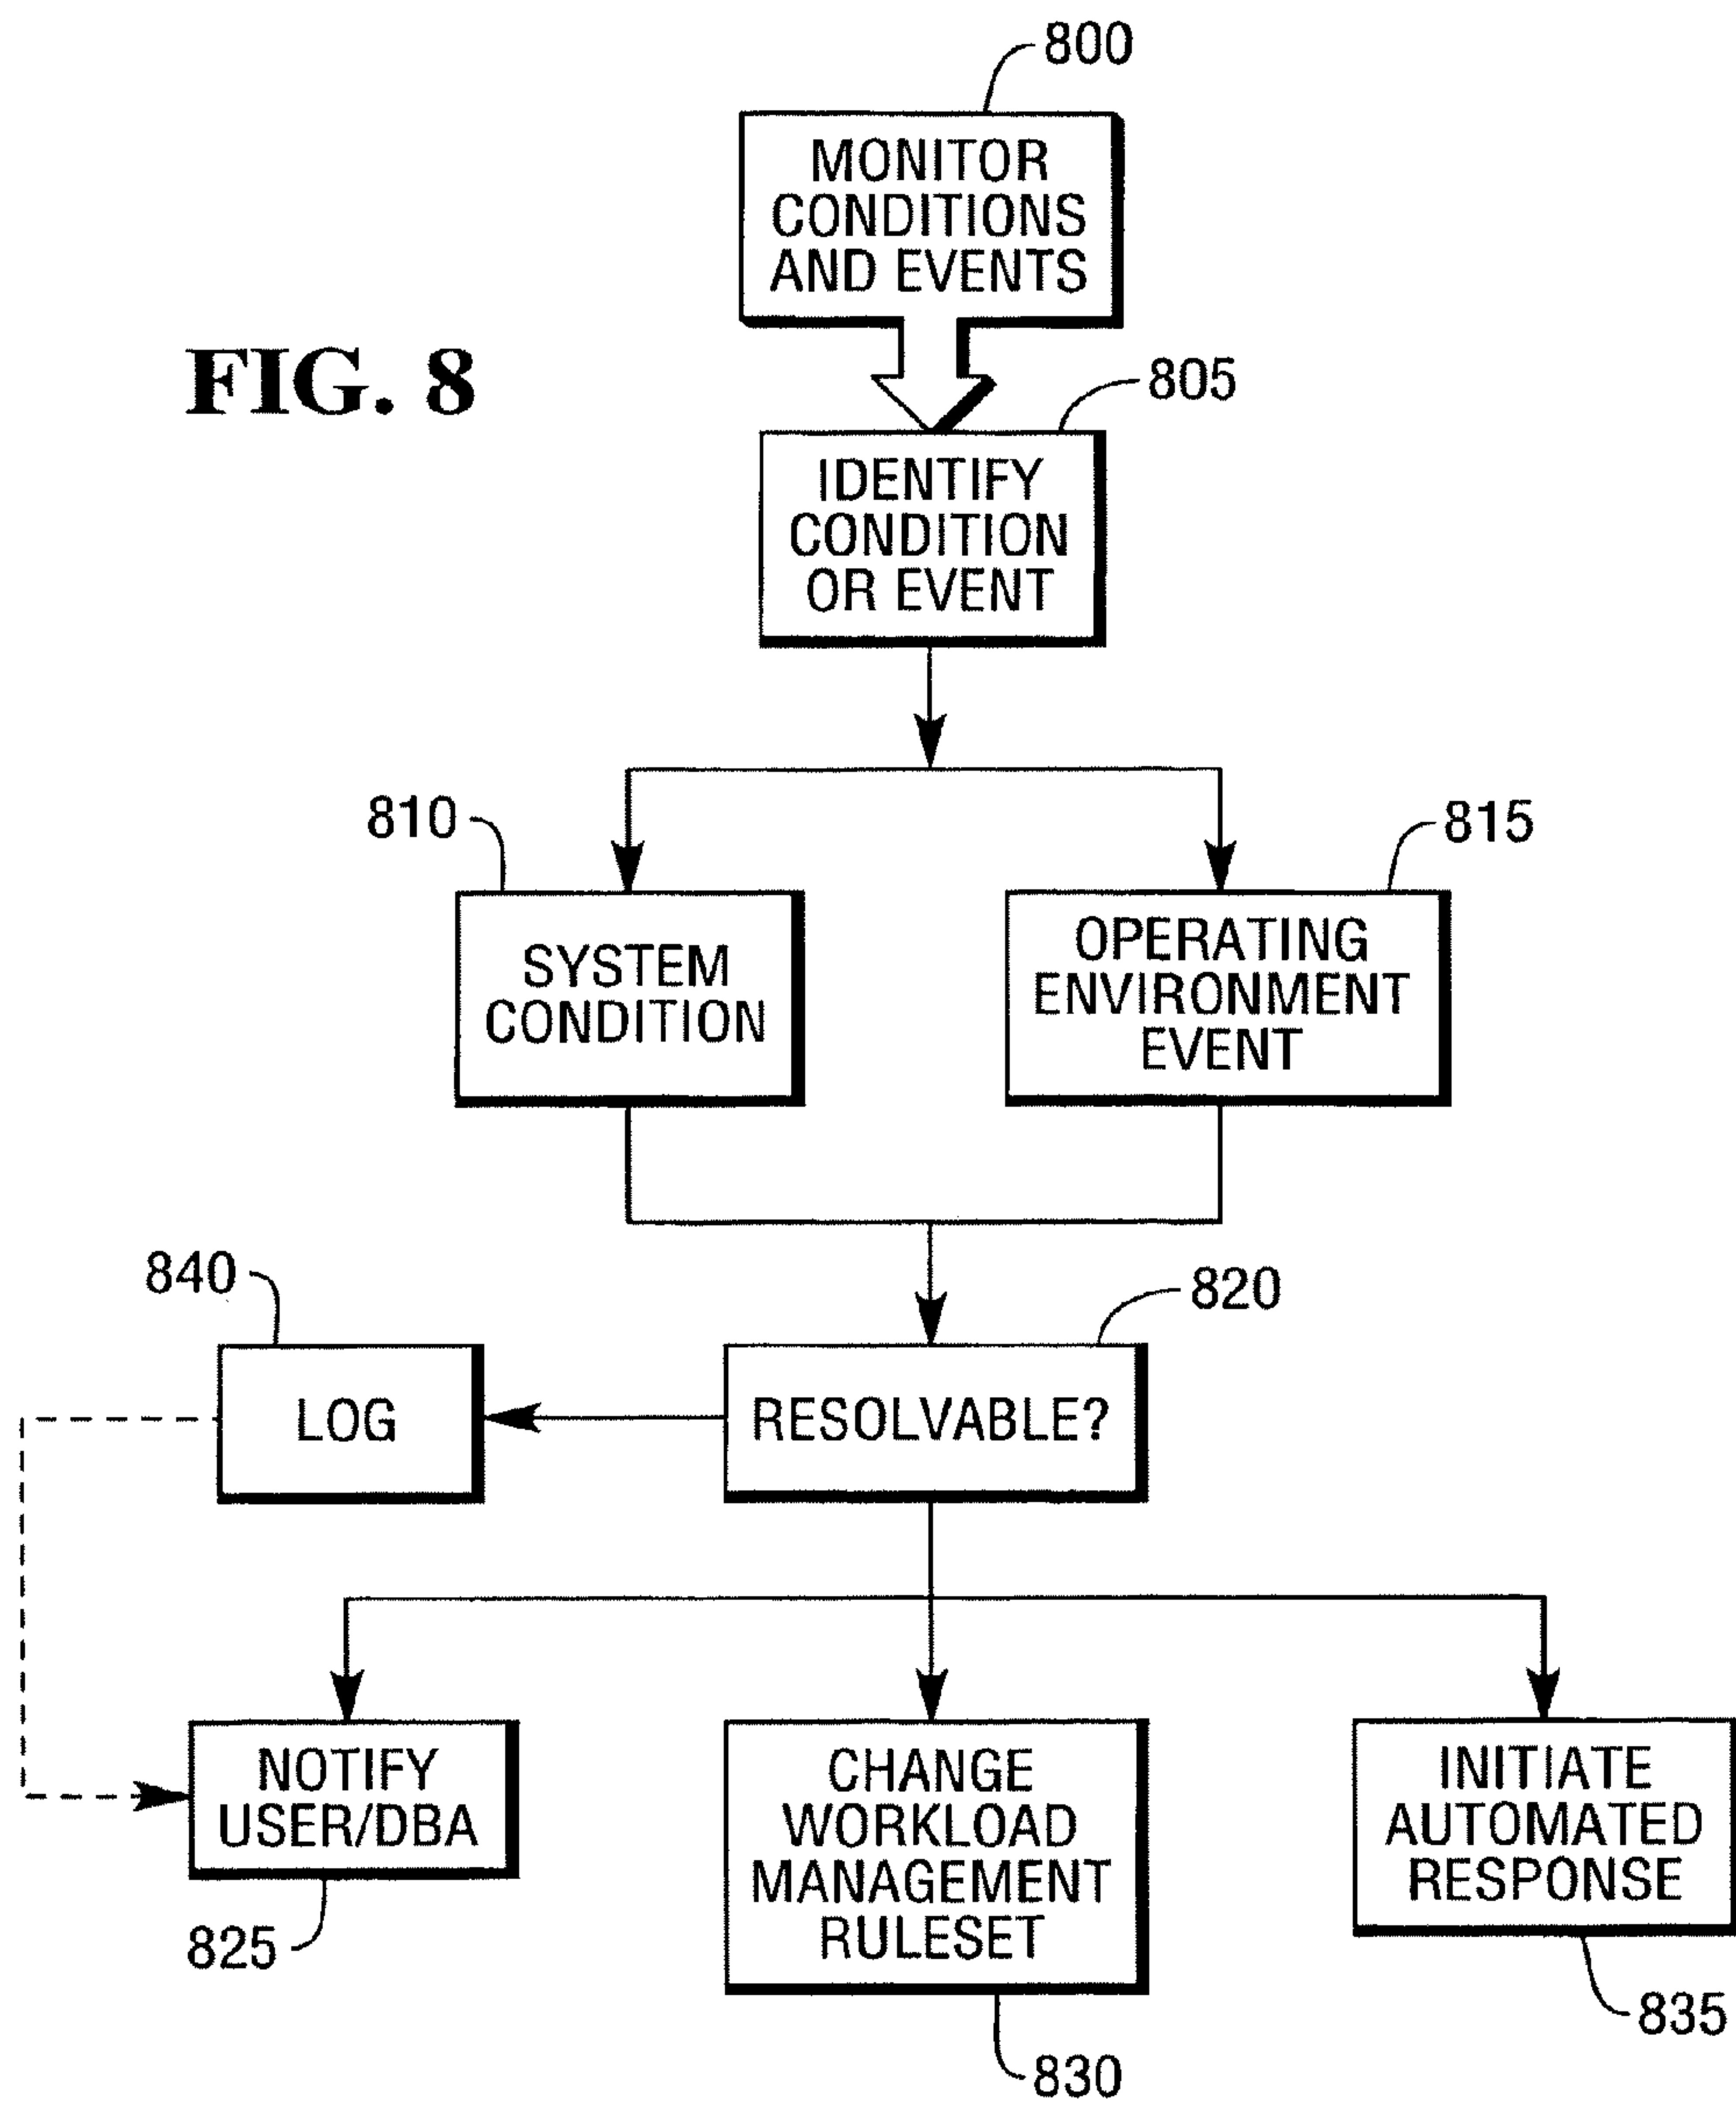 800
MONITOR
CONDITIONS
AND EVENTS
FIG. 8
805
IDENTIFY
CONDITION
OR EVENT
810
815
SYSTEM
CONDITION
OPERATING
ENVIRONMENT
EVENT
840
820
LOG
RESOLVABLE?
NOTIFY
USER/DBA
CHANGE
WORKLOAD
MANAGEMENT
RULESET
INITIATE
AUTOMATED
RESPONSE
825
830
835